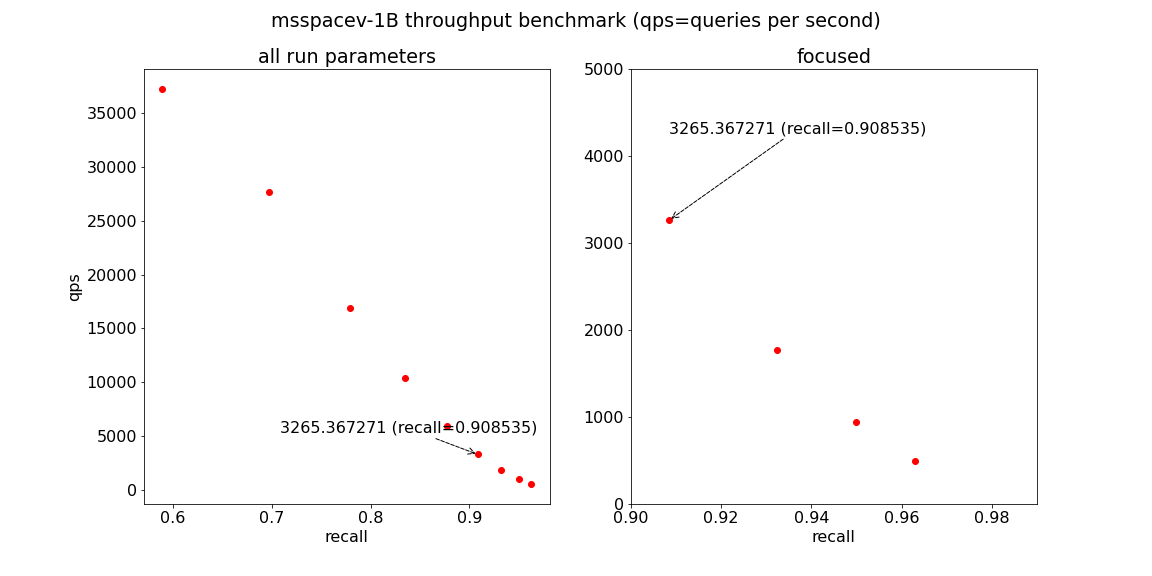 msspacev-1B throughput benchmark (qps=queries per second)
all run parameters
35000
30000
25000
20000
15000
10000
5000
0
qps
3265.367271 (recall=0.908535)
0.6 0.7 0.8 0.9
recall
focused
5000
4000
3000
2000
1000
0
3265.367271 (recall=0.908535)
0.90 0.92 0.94 0.96 0.98
recall